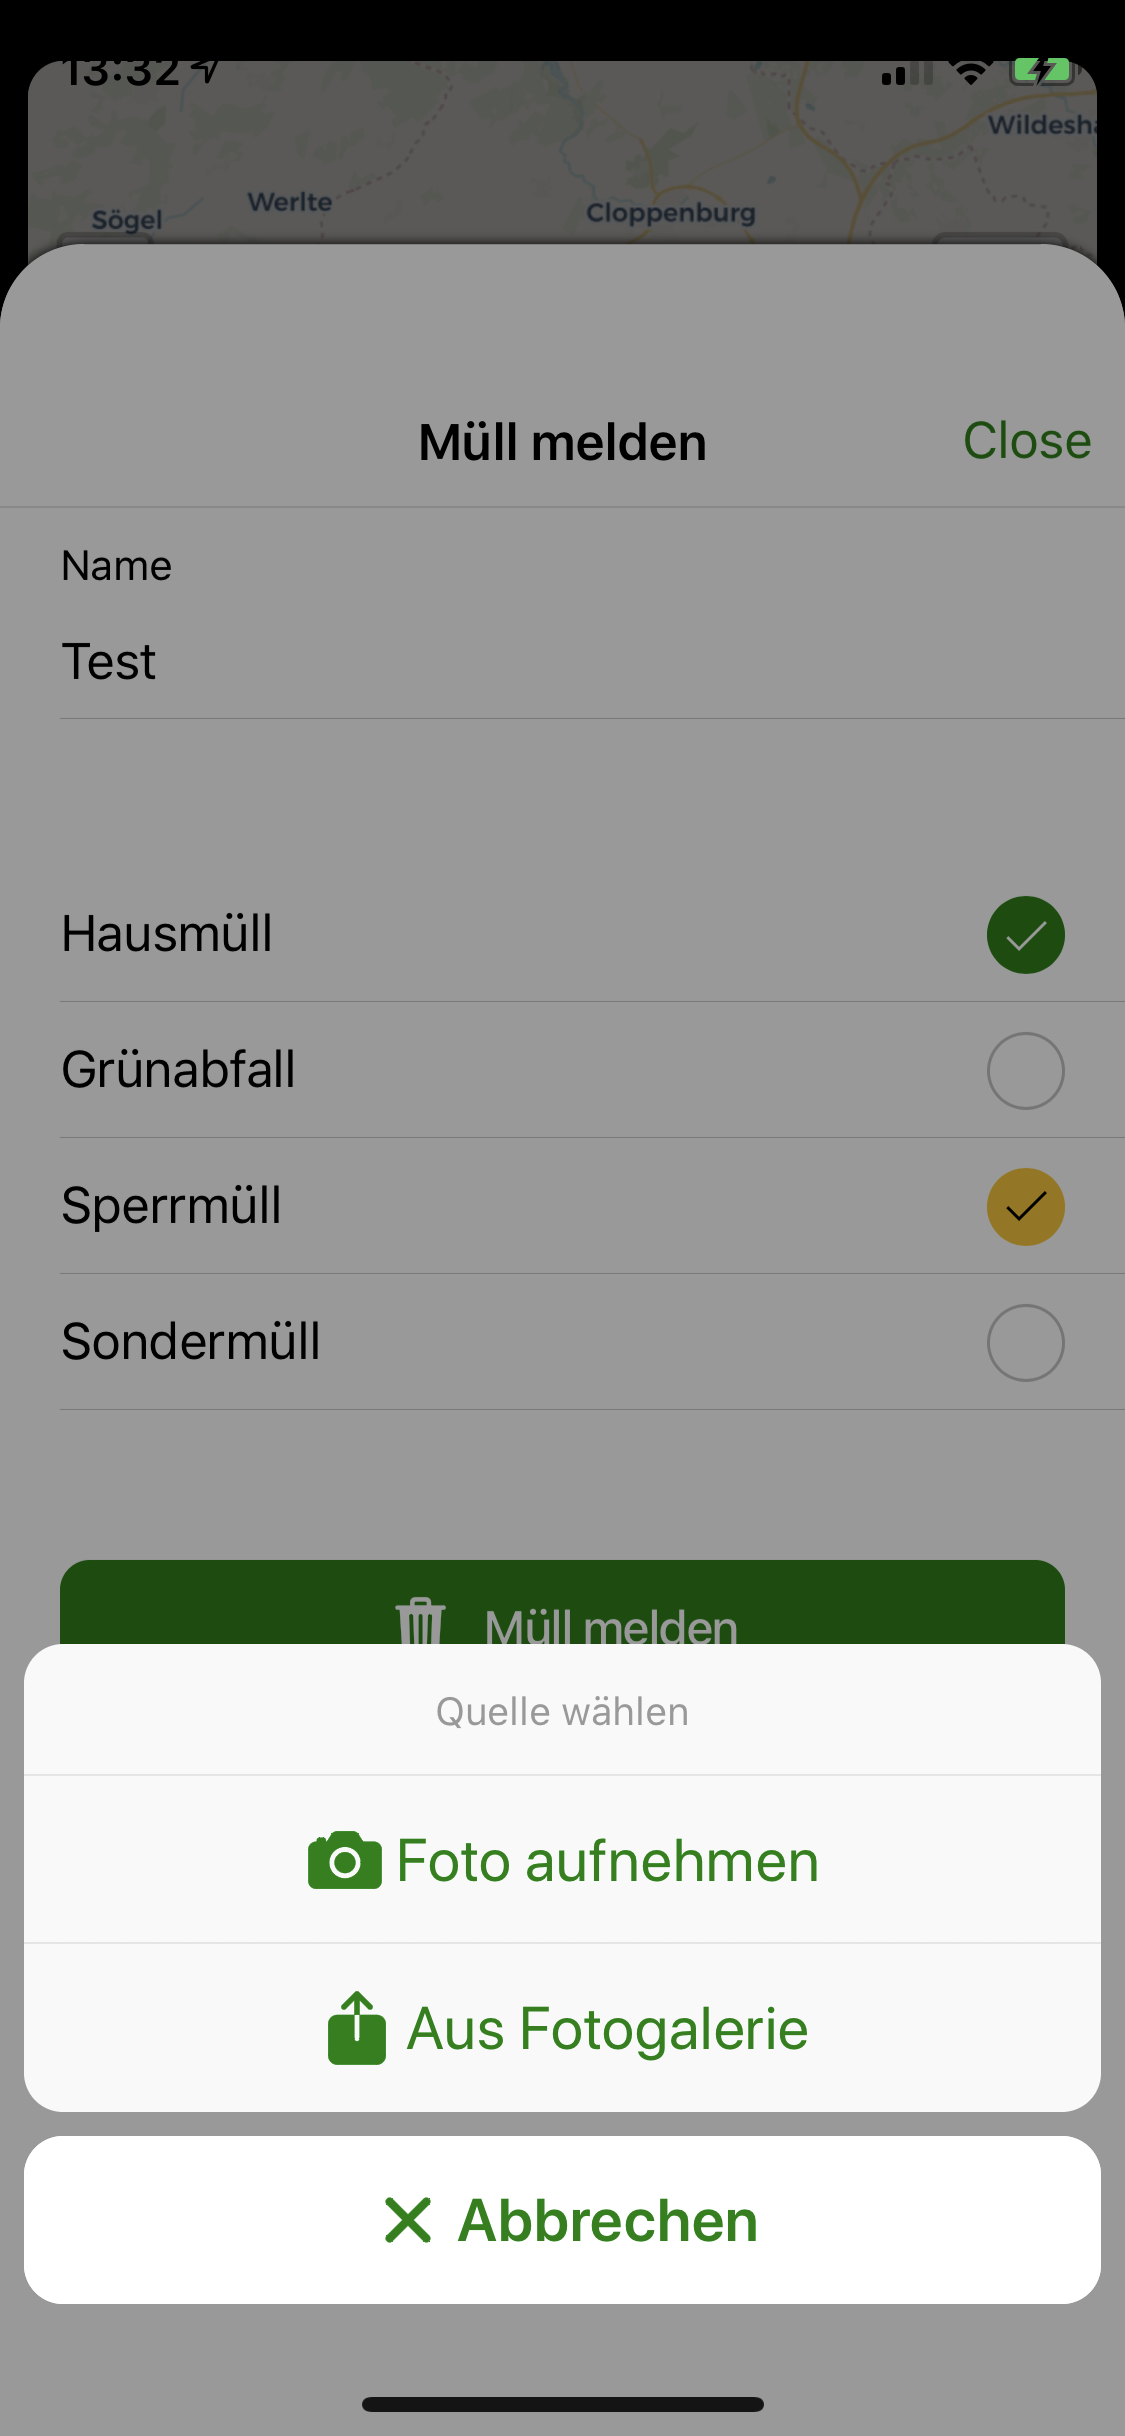 13:32
Wildesha
Werlte
Sögel
Cloppenburg
Müll melden
Close
Name
Test
Hausmüll
Grünabfall
Sperrmüll
Sondermüll
Müll melden
Quelle wählen
Foto aufnehmen
Aus Fotogalerie
Abbrechen